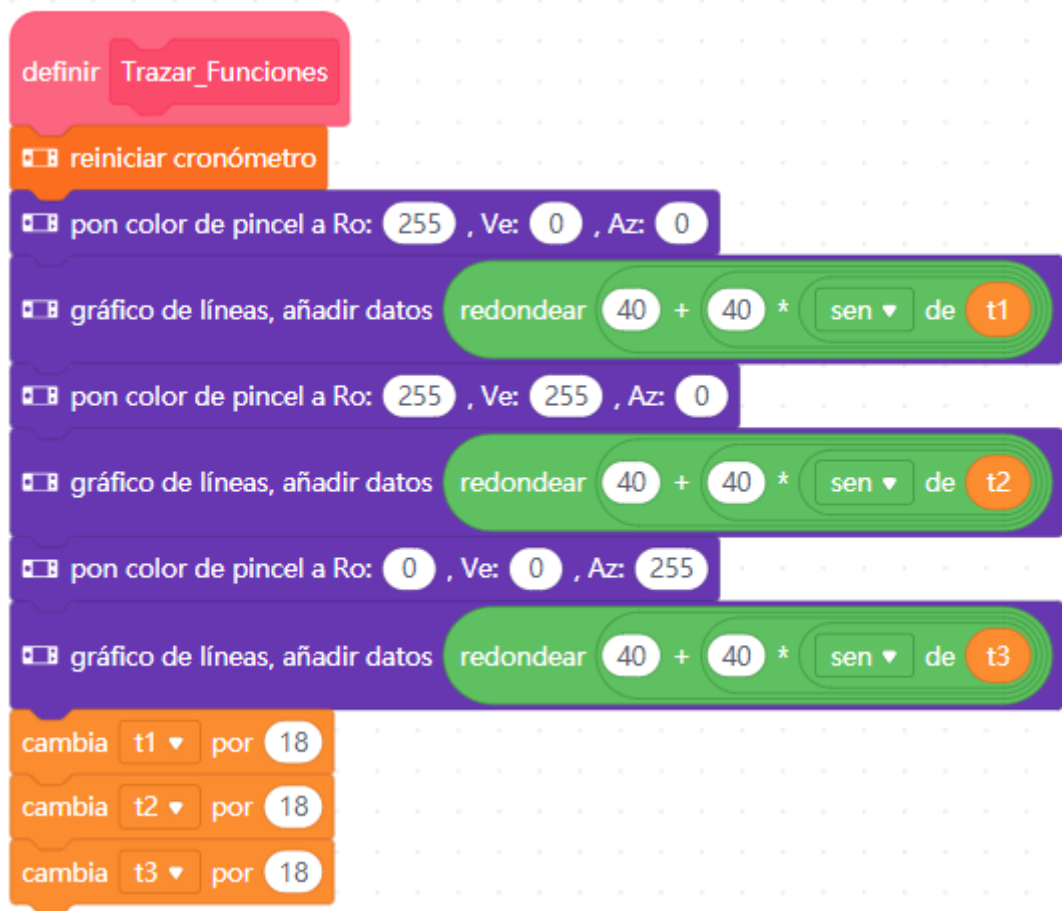 definir Trazar_Funciones
reiniciar cronómetro
pon color de pincel a Ro: 255 , Ve: 0 , Az: 0
gráfico de líneas, añadir datos redondear 40 + 40 * sen de t1
pon color de pincel a Ro: 255 , Ve: 255 , Az: 0
gráfico de líneas, añadir datos redondear 40 + 40 * sen de t2
pon color de pincel a Ro: 0 , Ve: 0 , Az: 255
gráfico de líneas, añadir datos redondear 40 + 40 * sen de t3
cambia t1 por 18
cambia t2 por 18
cambia t3 por 18